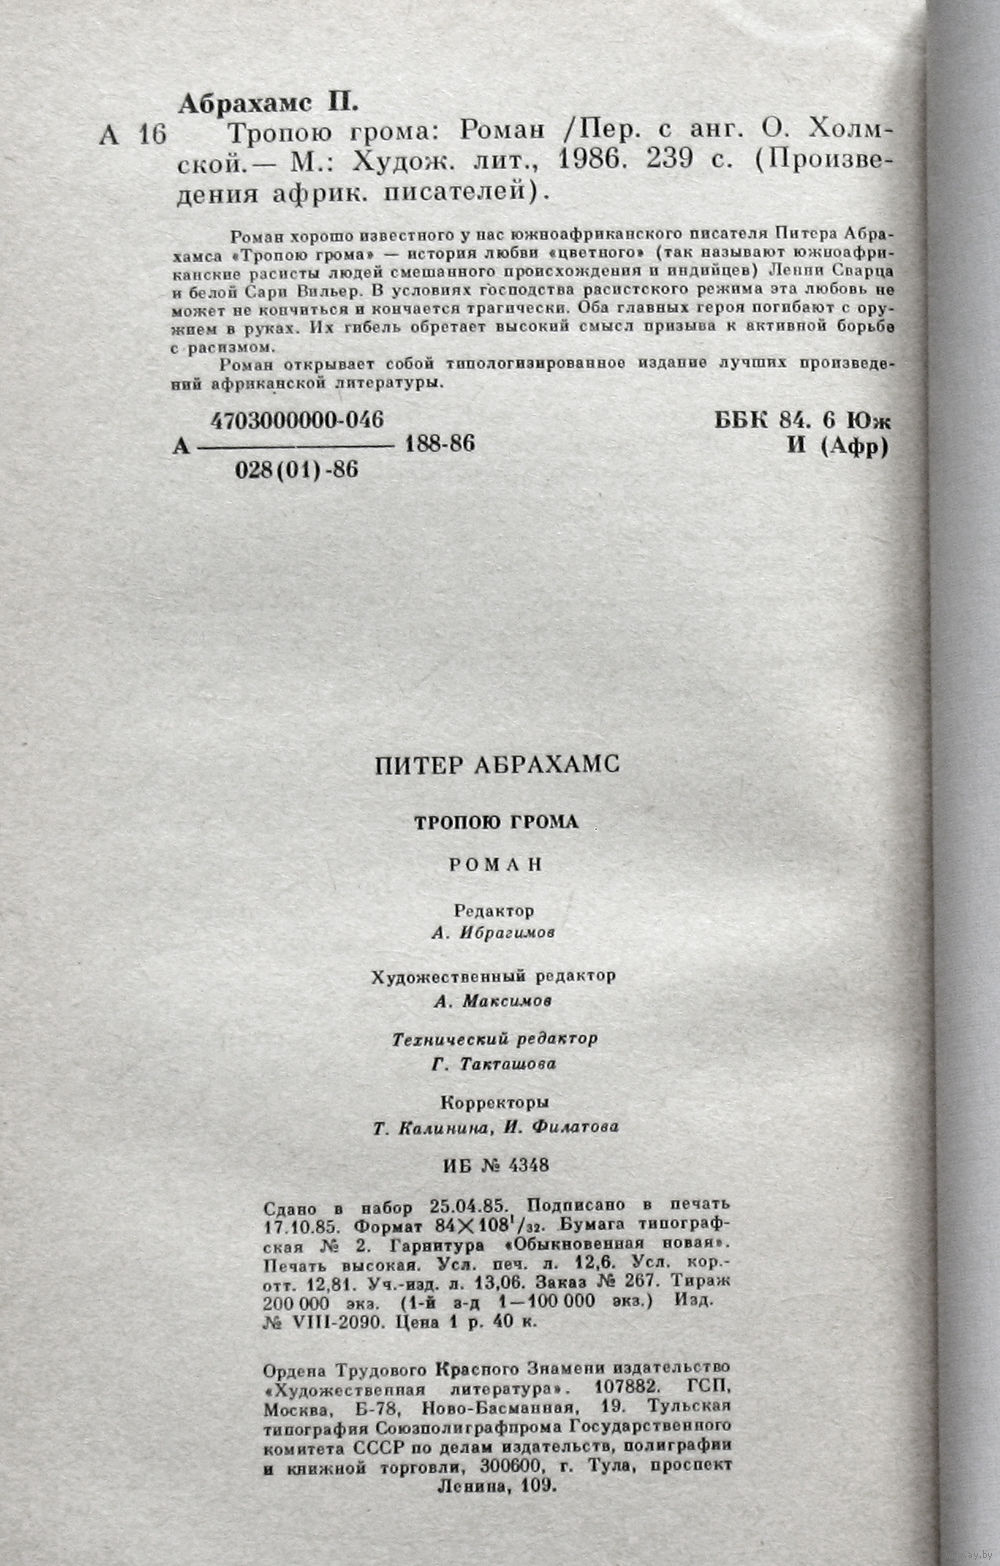 Абрахамс П.
А 16 Тропою грома: Роман /Пер. с анг. О. Холм-
ской.— М.: Худож. лит., 1986. 239 с. (Произве-
дения африк. писателей).
Роман хорошо известного у нас южноафриканского писателя Питера Абра-
хамса «Тропою грома» — история любви «цветного» (так называют южноафри-
канские расисты людей смешанного происхождения и индийцев) Ленни Сварца
и белой Сари Вильер. В условиях господства расистского режима эта любовь не
может не кончиться и кончается трагически. Оба главных героя погибают с ору-
жием в руках. Их гибель обретает высокий смысл призыва к активной борьбе
с расизмом.
Роман открывает собой типологизированное издание лучших произведе-
ний африканской литературы.
4703000000-046
А ———— 188-86
028(01)-86
ББК 84. 6 Юж
И (Афр)
ПИТЕР АБРАХАМС
ТРОПОЮ ГРОМА
РОМАН
Редактор
А. Ибрагимов
Художественный редактор
А. Максимов
Технический редактор
Г. Такташова
Корректоры
Т. Калинина, И. Филатова
ИБ № 4348
Сдано в набор 25.04.85. Подписано в печать
17.10.85. Формат 84×108¹/₃₂. Бумага типограф-
ская № 2. Гарнитура «Обыкновенная новая».
Печать высокая. Усл. печ. л. 12,6. Усл. кор.-
отт. 12,81. Уч.-изд. л. 13,06. Заказ № 267. Тираж
200 000 экз. (1-й з-д 1—100 000 экз.) Изд.
№ VIII-2090. Цена 1 р. 40 к.
Ордена Трудового Красного Знамени издательство
«Художественная литература». 107882. ГСП,
Москва, Б-78, Ново-Басманная, 19. Тульская
типография Союзполиграфпрома Государственного
комитета СССР по делам издательств, полиграфии
и книжной торговли, 300600, г. Тула, проспект
Ленина, 109.